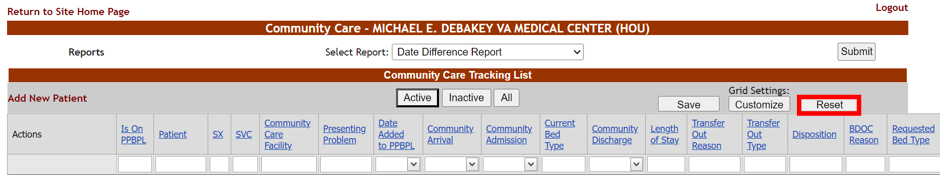 Return to Site Home Page
Logout
Community Care - MICHAEL E. DEBAKEY VA MEDICAL CENTER (HOU)
Reports
Select Report: Date Difference Report
Submit
Community Care Tracking List
Add New Patient
Active Inactive All
Grid Settings:
Save Customize Reset
Actions
Is On
PPBPL
Patient
SX
SVC
Community
Care
Facility
Presenting
Problem
Date
Added
to PPBPL
Community
Arrival
Community
Admission
Current
Bed
Type
Community
Discharge
Length
of Stay
Transfer
Out
Reason
Transfer
Out
Type
Disposition
BDOC
Reason
Requested
Bed Type